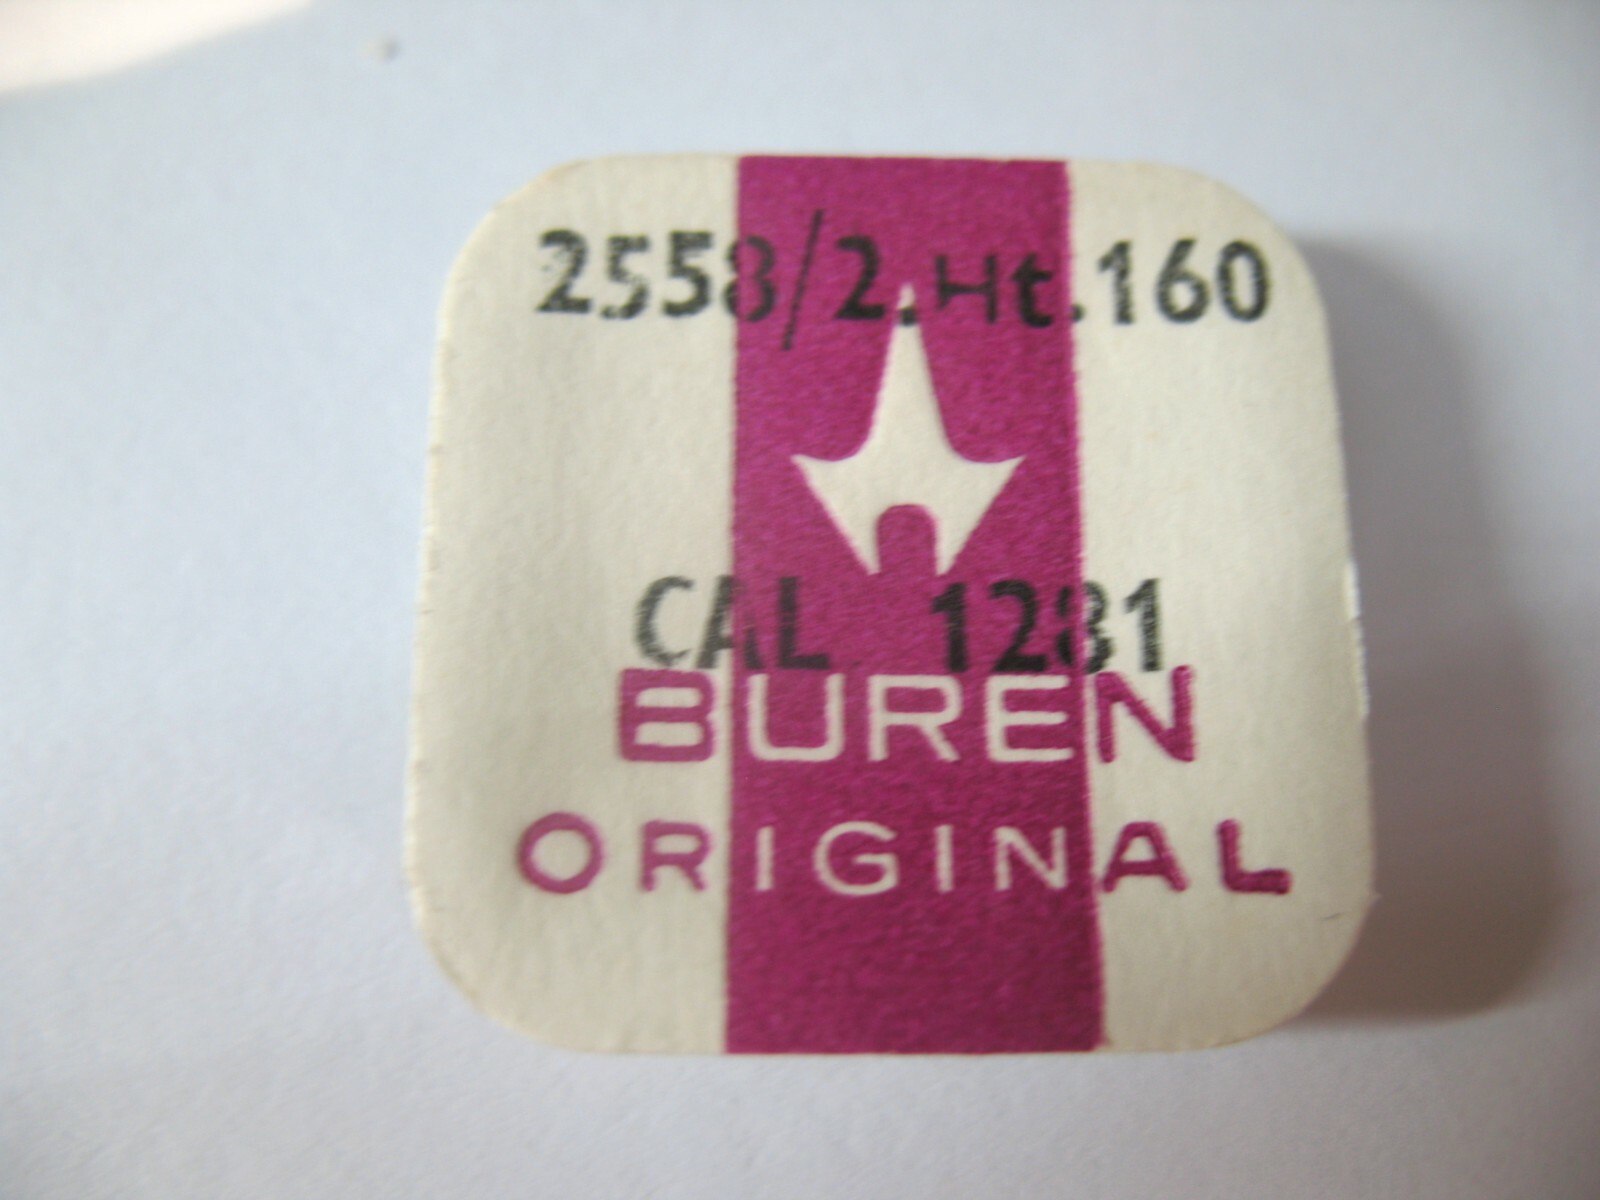 2558/2.Ht.160
CAL. 1281
BUREN
ORIGINAL